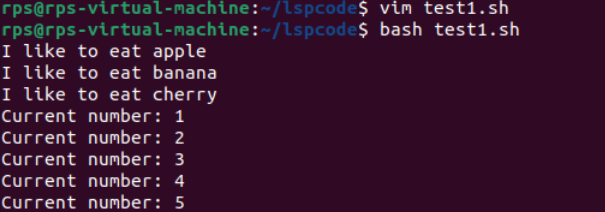 rps@rps-virtual-machine:~/lspcode$ vim test1.sh
rps@rps-virtual-machine:~/lspcode$ bash test1.sh
I like to eat apple
I like to eat banana
I like to eat cherry
Current number: 1
Current number: 2
Current number: 3
Current number: 4
Current number: 5